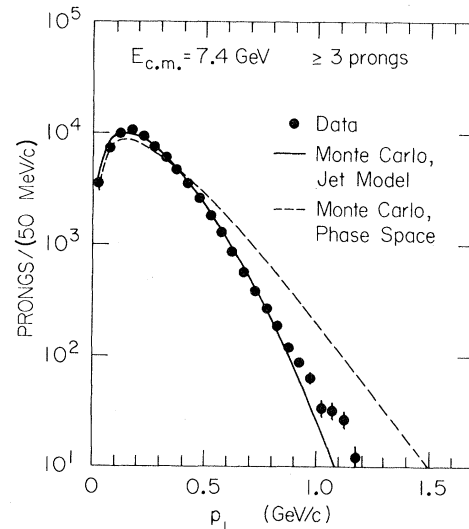 10⁵
E_c.m. = 7.4 GeV ≥ 3 prongs
Data
Monte Carlo,
Jet Model
Monte Carlo,
Phase Space
10⁴
10³
10²
10¹
PRONGS/(50 MeV/c)
0 0.5 1.0 1.5
p⊥ (GeV/c)